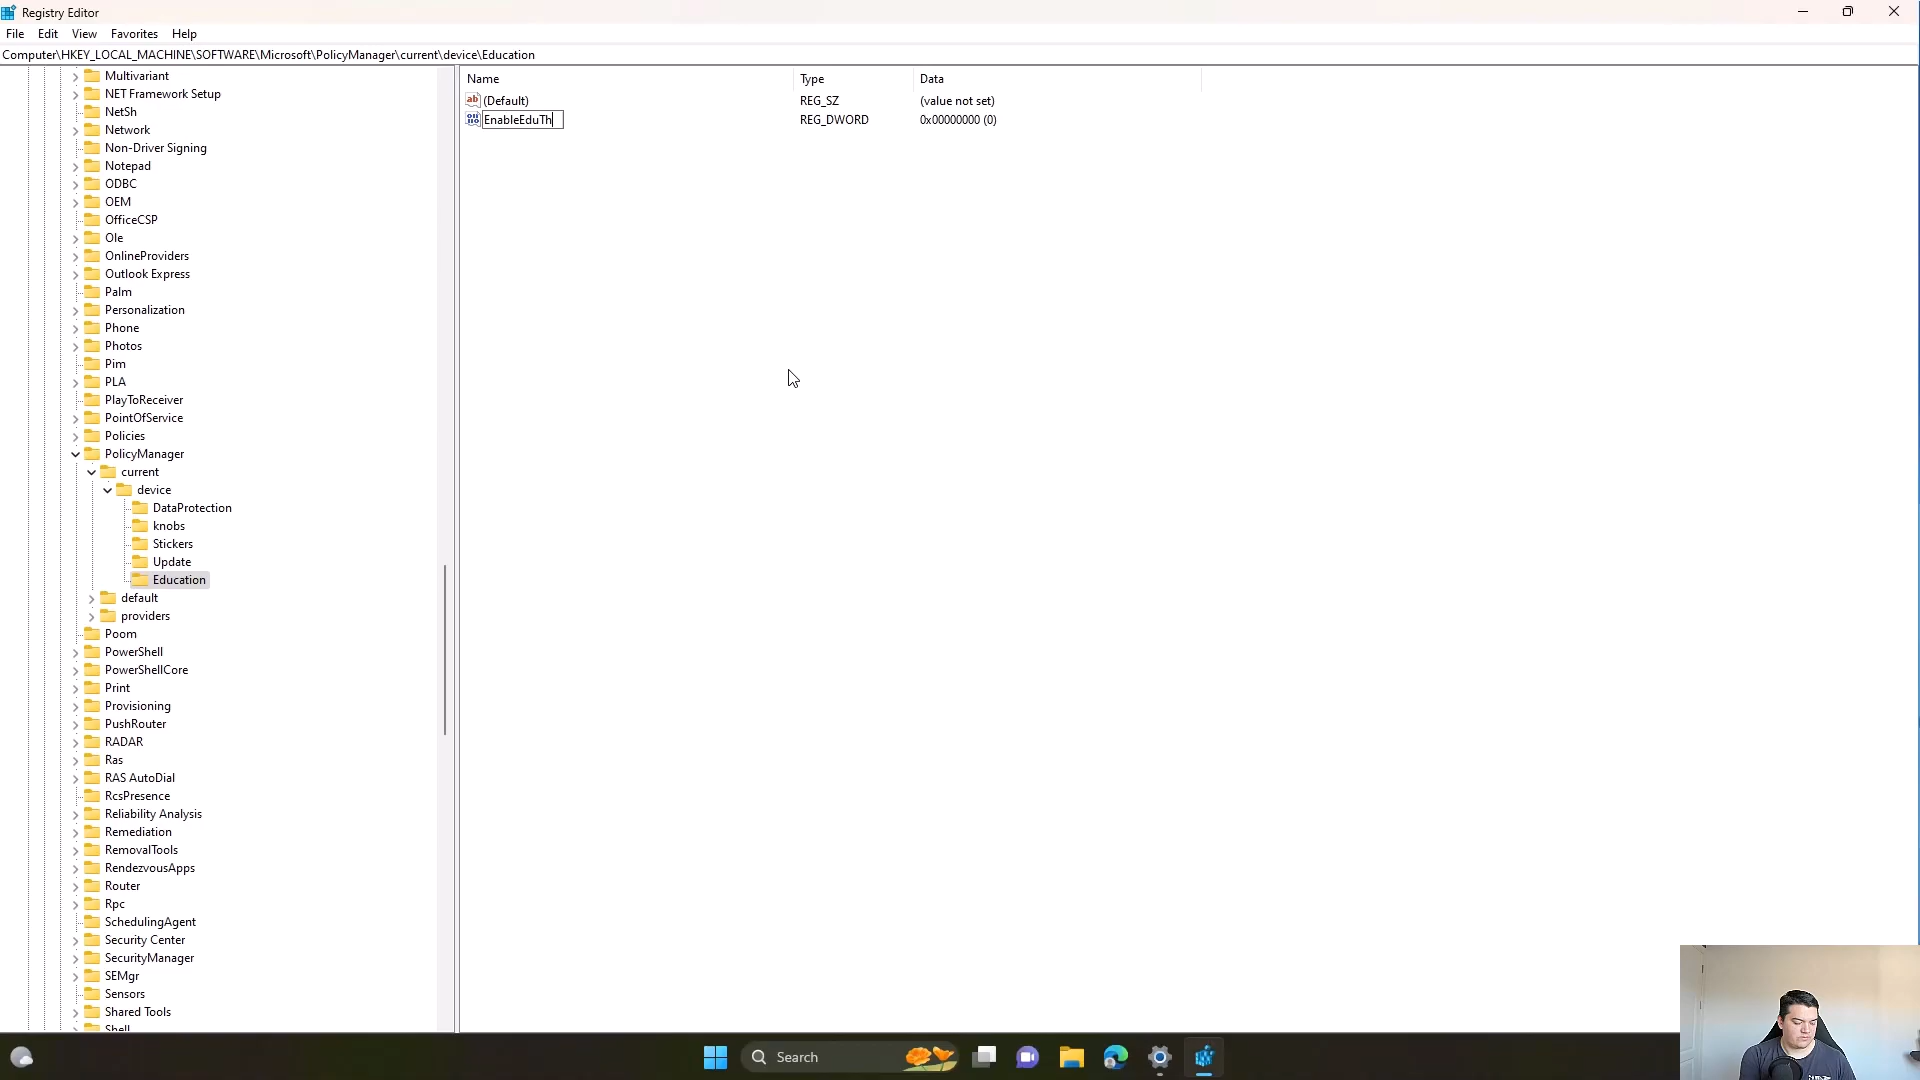 Registry Editor
File Edit View Favorites Help
Computer\HKEY_LOCAL_MACHINE\SOFTWARE\Microsoft\PolicyManager\current\device\Education
Name Type Data
(Default) REG_SZ (value not set)
EnableEduTh REG_DWORD 0x00000000 (0)
Multivariant
NET Framework Setup
NetSh
Network
Non-Driver Signing
Notepad
ODBC
OEM
OfficeCSP
Ole
OnlineProviders
Outlook Express
Palm
Personalization
Phone
Photos
Pim
PLA
PlayToReceiver
PointOfService
Policies
PolicyManager
current
device
DataProtection
knobs
Stickers
Update
Education
default
providers
Poom
PowerShell
PowerShellCore
Print
Provisioning
PushRouter
RADAR
Ras
RAS AutoDial
RcsPresence
Reliability Analysis
Remediation
RemovalTools
RendezvousApps
Router
Rpc
SchedulingAgent
Security Center
SecurityManager
SEMgr
Sensors
Shared Tools
Shell
Search